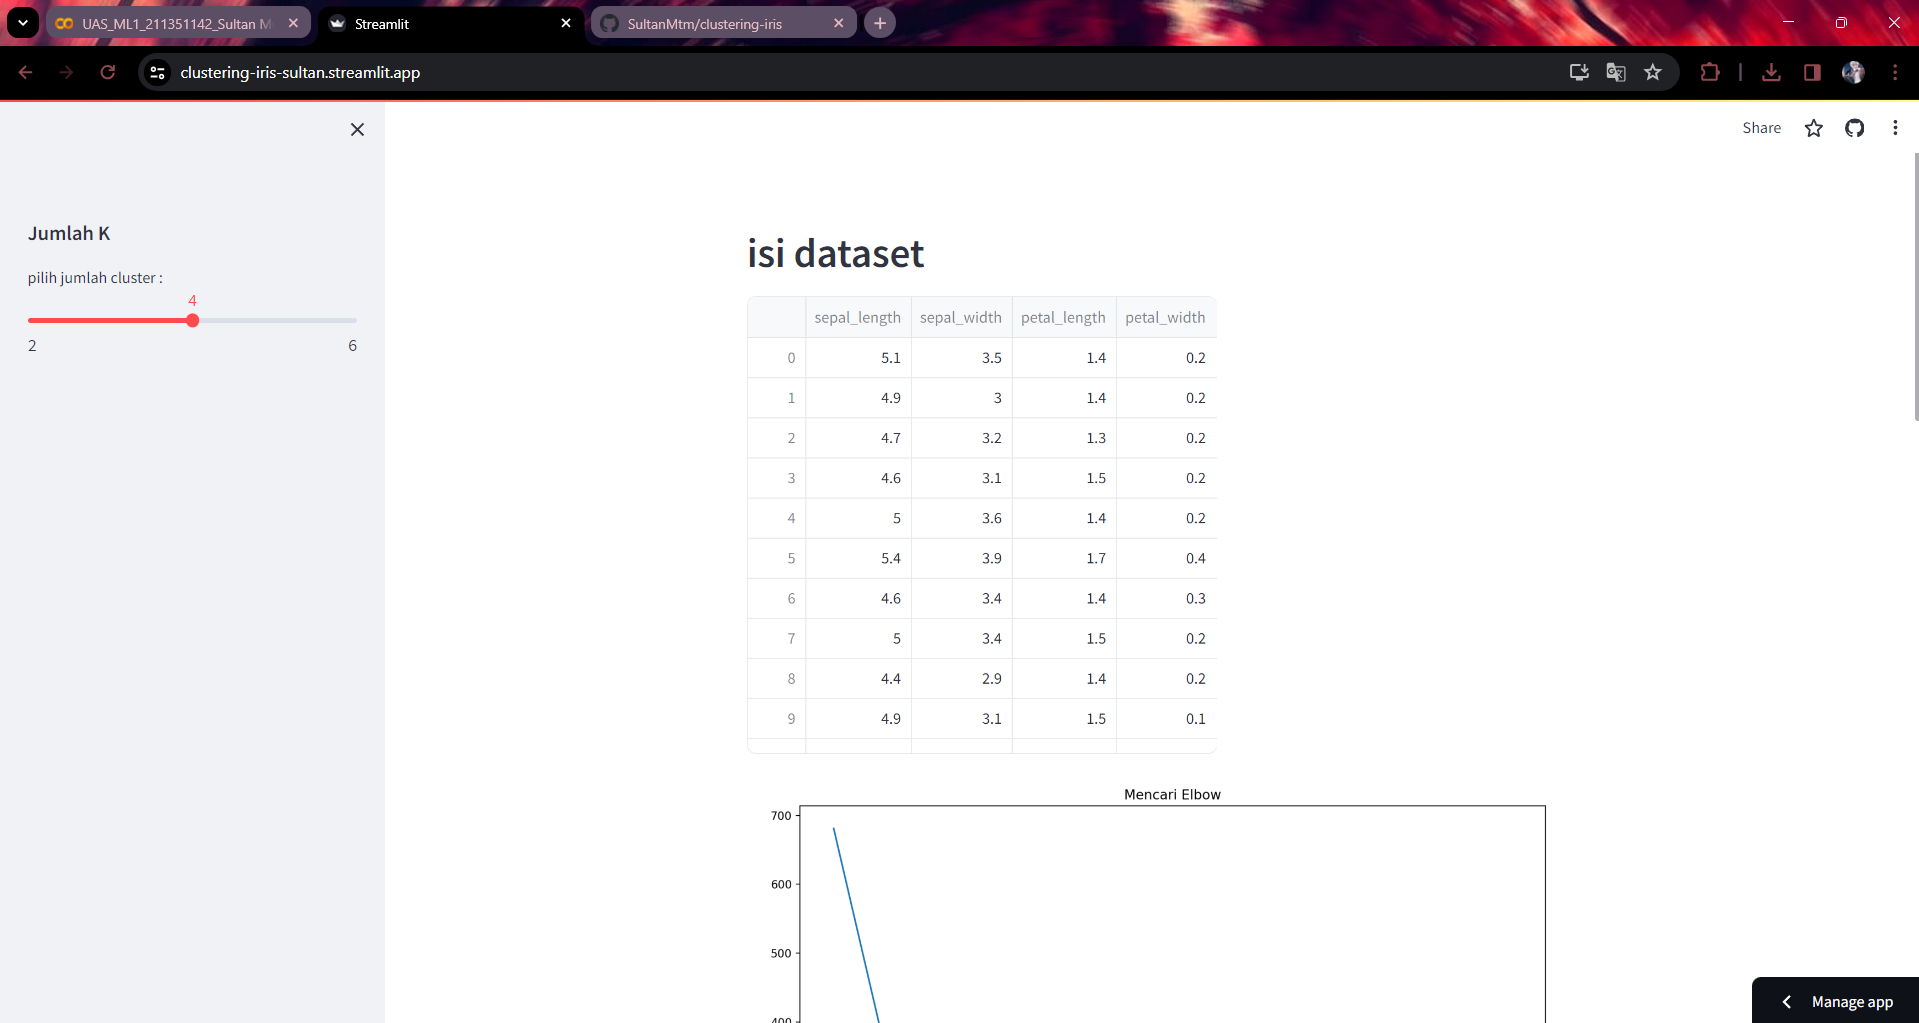 UAS_ML1_211351142_Sultan M
Streamlit
SultanMtm/clustering-iris
clustering-iris-sultan.streamlit.app
Share
Jumlah K
pilih jumlah cluster :
4
2 6
isi dataset
sepal_length sepal_width petal_length petal_width
0 5.1 3.5 1.4 0.2
1 4.9 3 1.4 0.2
2 4.7 3.2 1.3 0.2
3 4.6 3.1 1.5 0.2
4 5 3.6 1.4 0.2
5 5.4 3.9 1.7 0.4
6 4.6 3.4 1.4 0.3
7 5 3.4 1.5 0.2
8 4.4 2.9 1.4 0.2
9 4.9 3.1 1.5 0.1
Mencari Elbow
700
600
500
400
Manage app